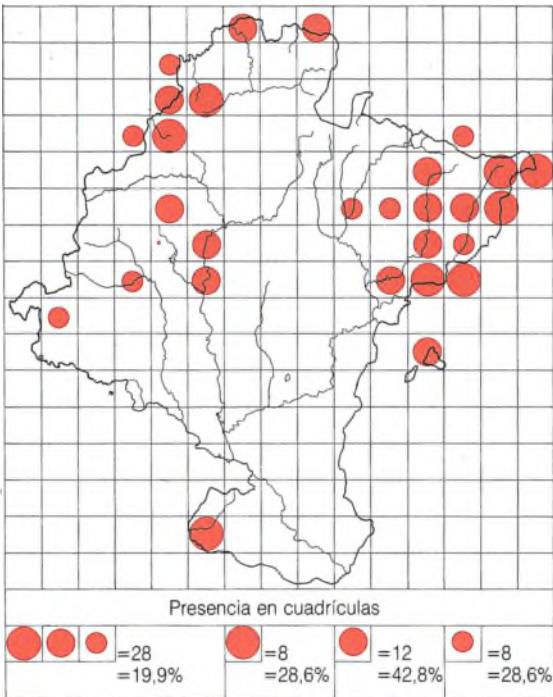 Presencia en cuadrículas
=28 =8 =12 =8
=19,9% =28,6% =42,8% =28,6%